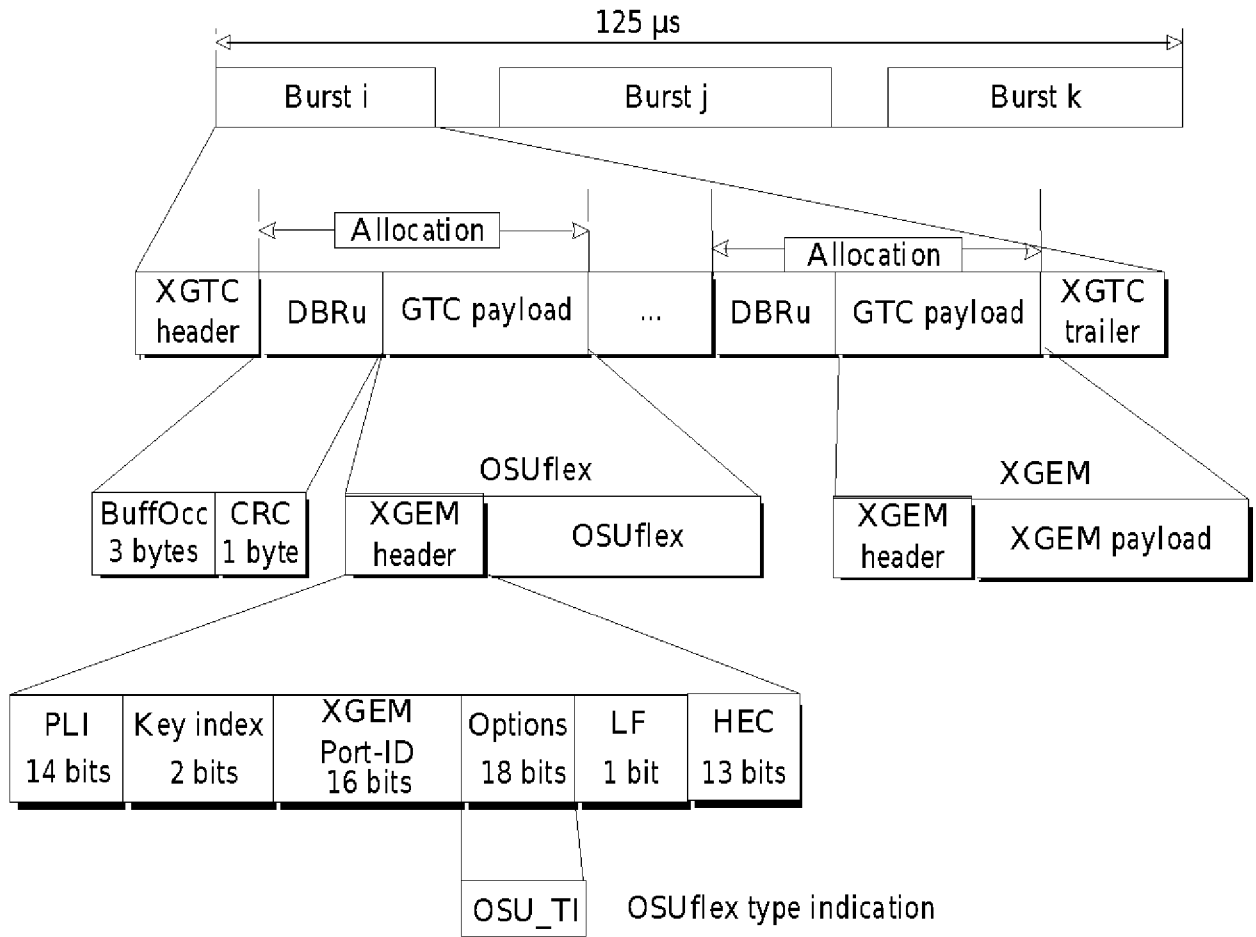 125 μs
Burst i
Burst j
Burst k
Allocation
Allocation
XGTC
header
DBRu
GTC payload
...
DBRu
GTC payload
XGTC
trailer
OSUflex
XGEM
BuffOcc
3 bytes
CRC
1 byte
XGEM
header
OSUflex
XGEM
header
XGEM payload
PLI
14 bits
Key index
2 bits
XGEM
Port-ID
16 bits
Options
18 bits
LF
1 bit
HEC
13 bits
OSU_TI
OSUflex type indication